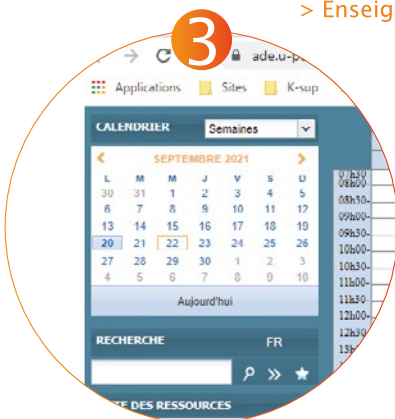 > Enseig
3
ade.u-p
Applications Sites K-sup
CALENDRIER Semaines
SEPTEMBRE 2021
L M M J V S D
30 31 1 2 3 4 5
6 7 8 9 10 11 12
13 14 15 16 17 18 19
20 21 22 23 24 25 26
27 28 29 30 1 2 3
4 5 6 7 8 9 10
Aujourd'hui
RECHERCHE FR
DES RESSOURCES
07h30
08h00
08h30
09h00
09h30
10h00
10h30
11h00
11h30
12h00
12h30